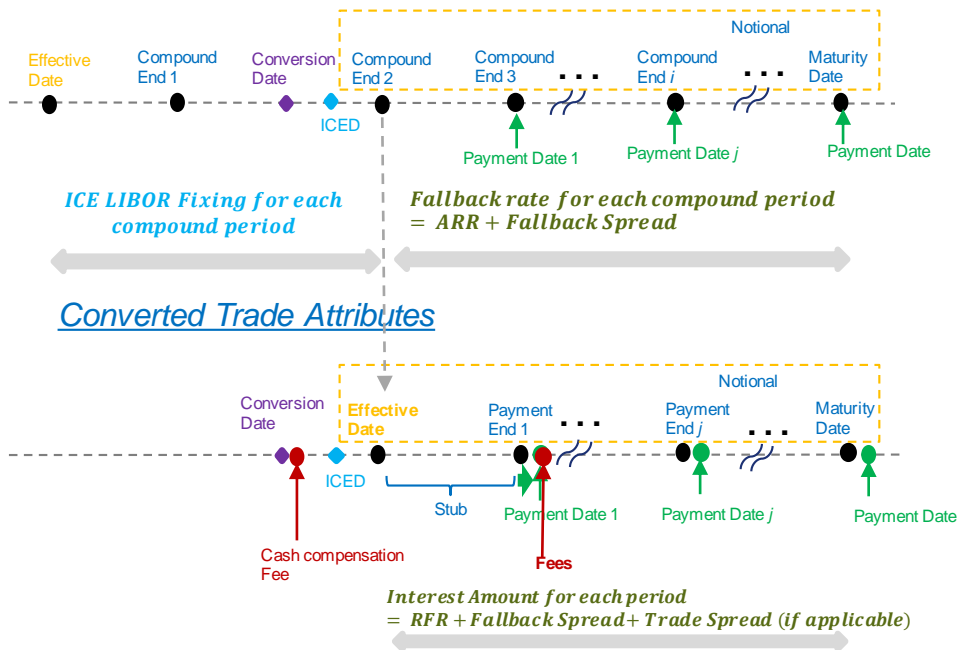 Notional
Effective Date
Compound End 1
Conversion Date
Compound End 2
Compound End 3
...
Compound End i
...
Maturity Date
ICED
Payment Date 1
Payment Date j
Payment Date
ICE LIBOR Fixing for each
compound period
Fallback rate for each compound period
= ARR + Fallback Spread
Converted Trade Attributes
Notional
Conversion Date
Effective Date
Payment End 1
...
Payment End j
...
Maturity Date
ICED
Stub
Payment Date 1
Payment Date j
Payment Date
Cash compensation
Fee
Fees
Interest Amount for each period
= RFR + Fallback Spread + Trade Spread (if applicable)